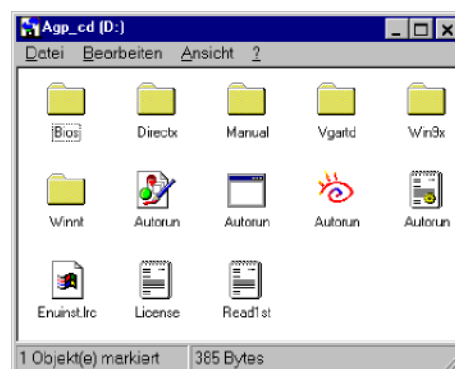 Agp_cd (D:)
Datei Bearbeiten Ansicht ?
Bios Directx Manual Vgartd Win9x
Winnt Autorun Autorun Autorun Autorun
Enuinst.lrc License Read1st
1 Objekt(e) markiert 385 Bytes